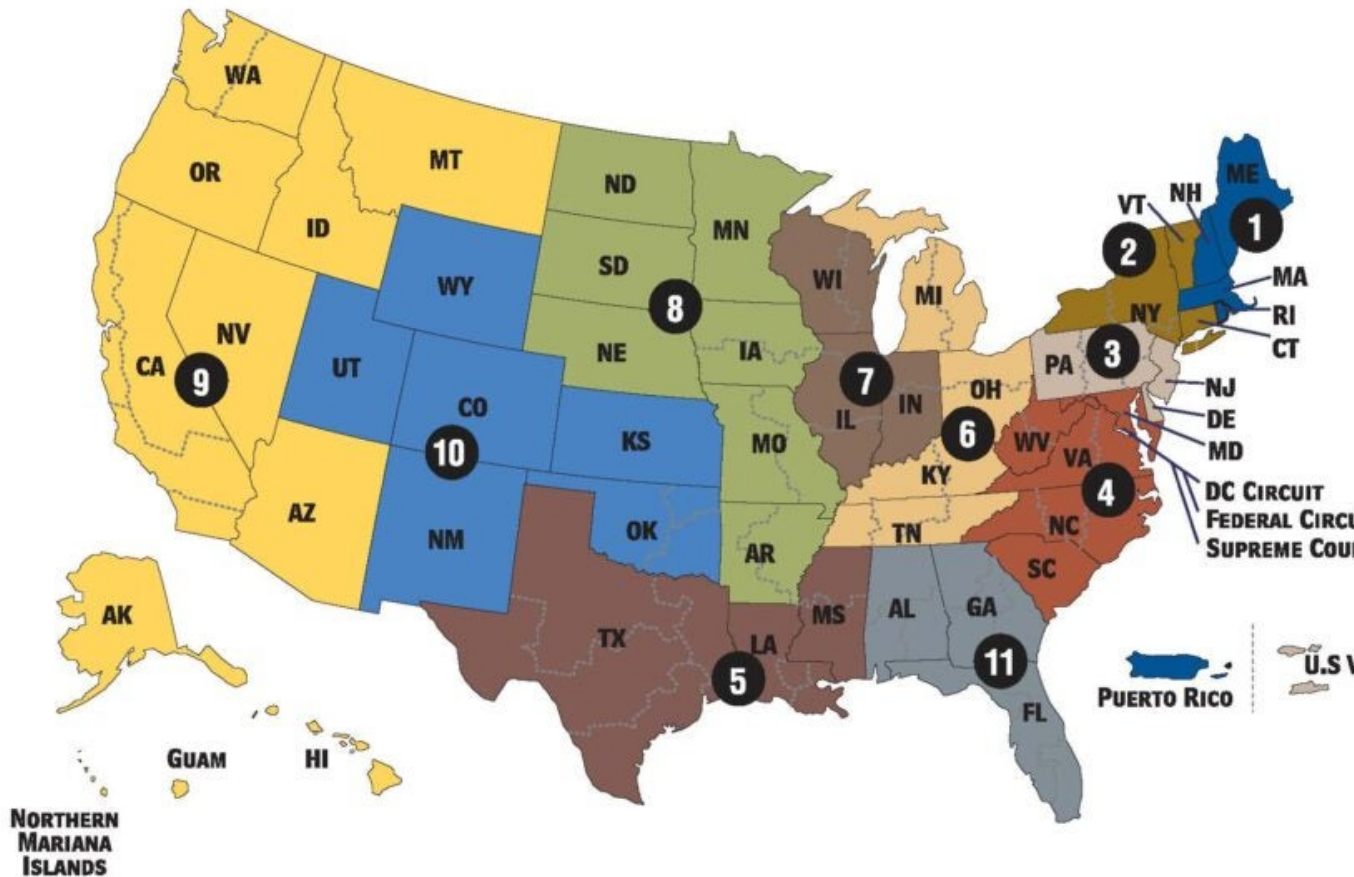 WA
MT
OR
ND
ID
MN
ME
VT
NH
1
2
SD
WY
WI
MA
8
MI
RI
NV
NY
CT
NE
IA
PA
3
CA
9
UT
7
OH
NJ
CO
IL
IN
DE
KS
6
10
MO
WV
MD
VA
KY
4
DC CIRCUIT
AZ
NC
FEDERAL
NM
OK
TN
SUPREME
AR
SC
AK
MS
AL
GA
TX
LA
11
5
U.S
PUERTO RICO
FL
GUAM
HI
NORTHERN
MARIANA
ISLANDS